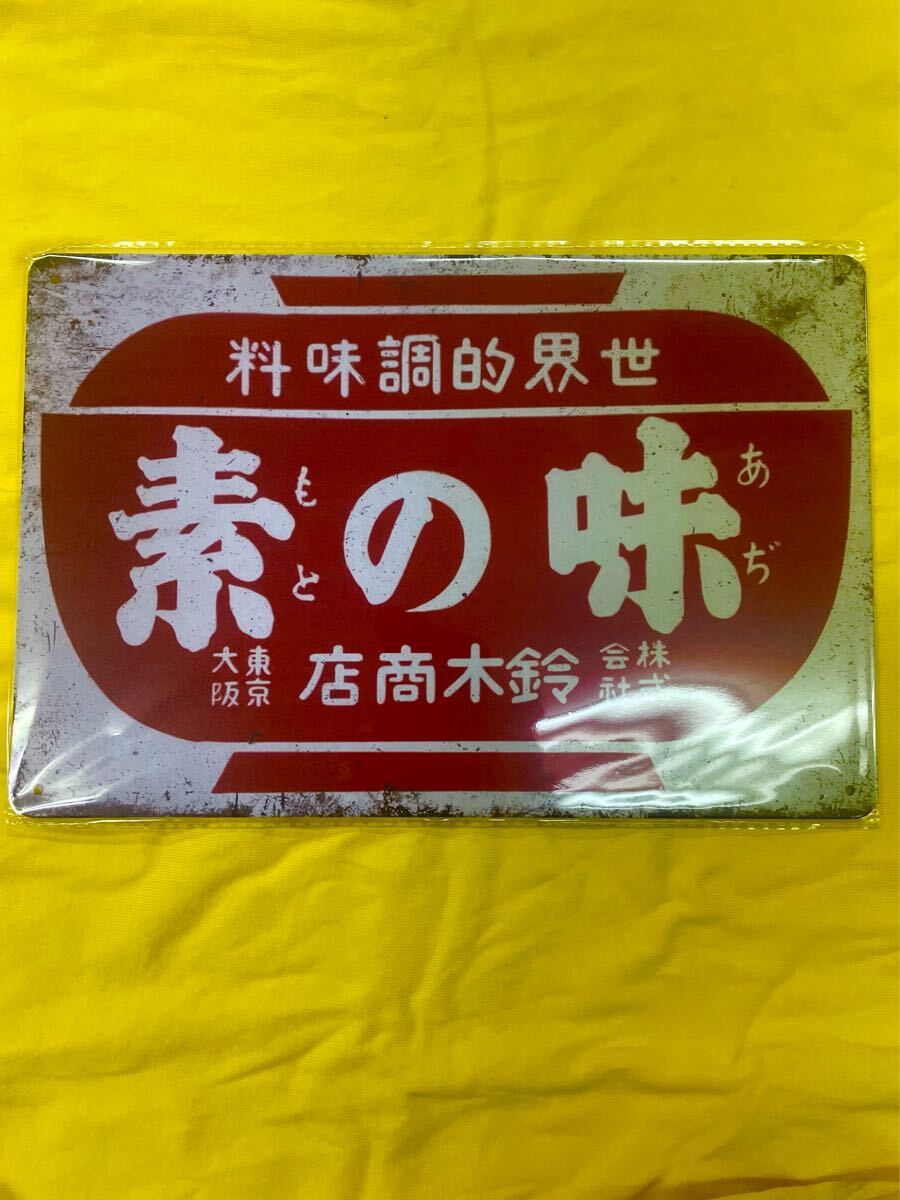 世界的調味料
味の素
あぢ
もと
株式
会社
鈴木商店
東京
大阪